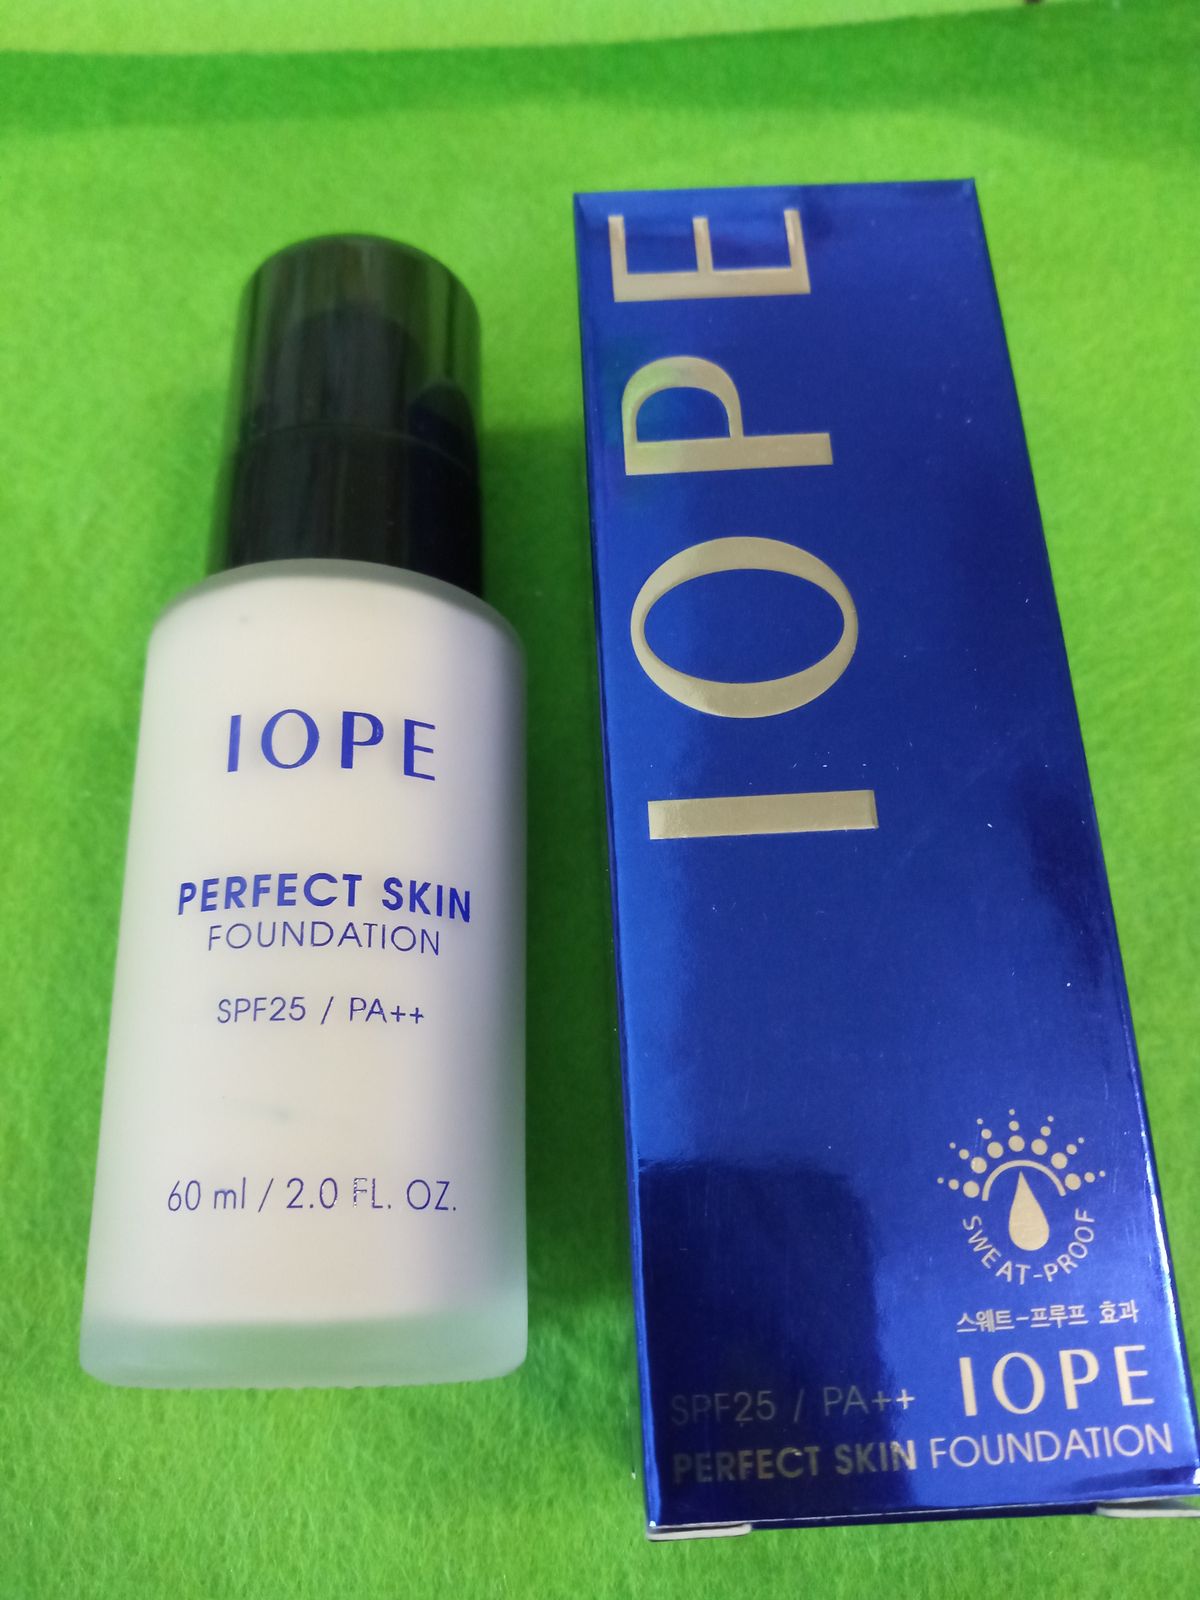 IOPE
PERFECT SKIN
FOUNDATION
SPF25 / PA++
60 ml / 2.0 FL. OZ.
IOPE
SWEAT-PROOF
스웨트-프루프 효과
IOPE
SPF25 / PA++
PERFECT SKIN FOUNDATION